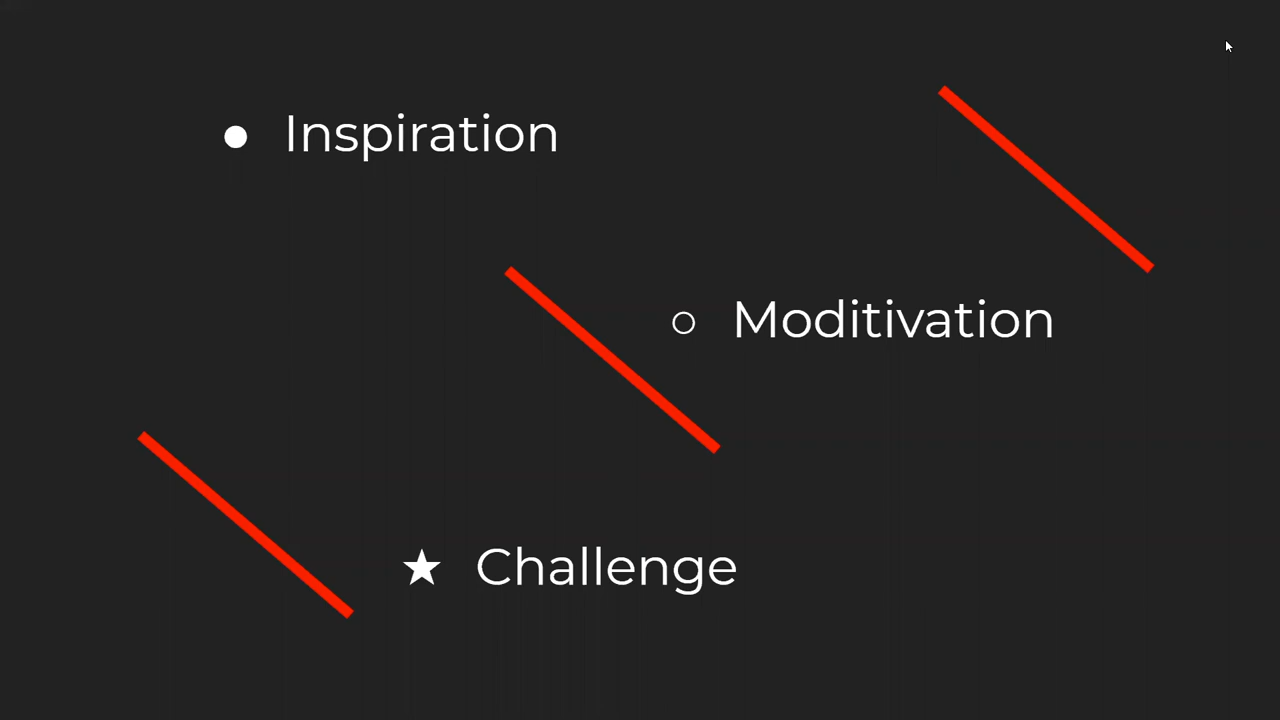 ● Inspiration
○ Moditivation
★ Challenge